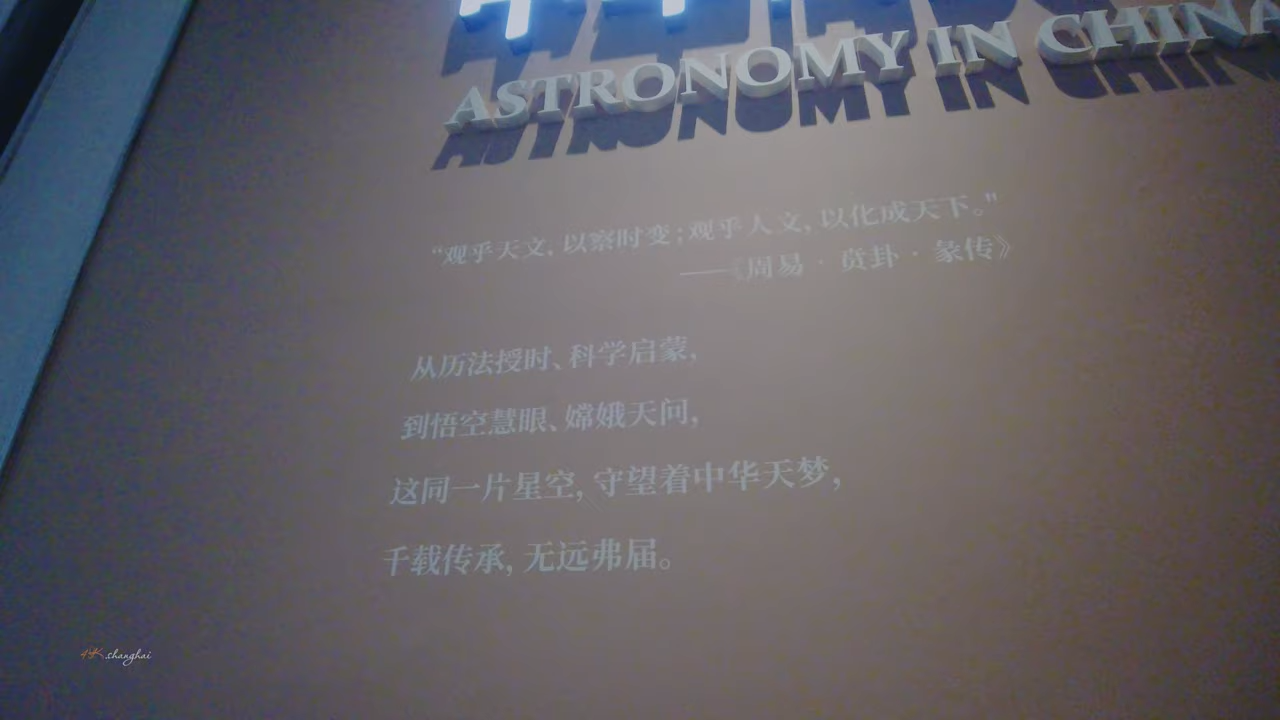 ASTRONOMY IN CHINA
“观乎天文, 以察时变; 观乎人文, 以化成天下。”
——《周易 · 贲卦 · 彖传》
从历法授时、科学启蒙,
到悟空慧眼、嫦娥天问,
这同一片星空, 守望着中华天梦,
千载传承, 无远弗届。
4K.shanghai